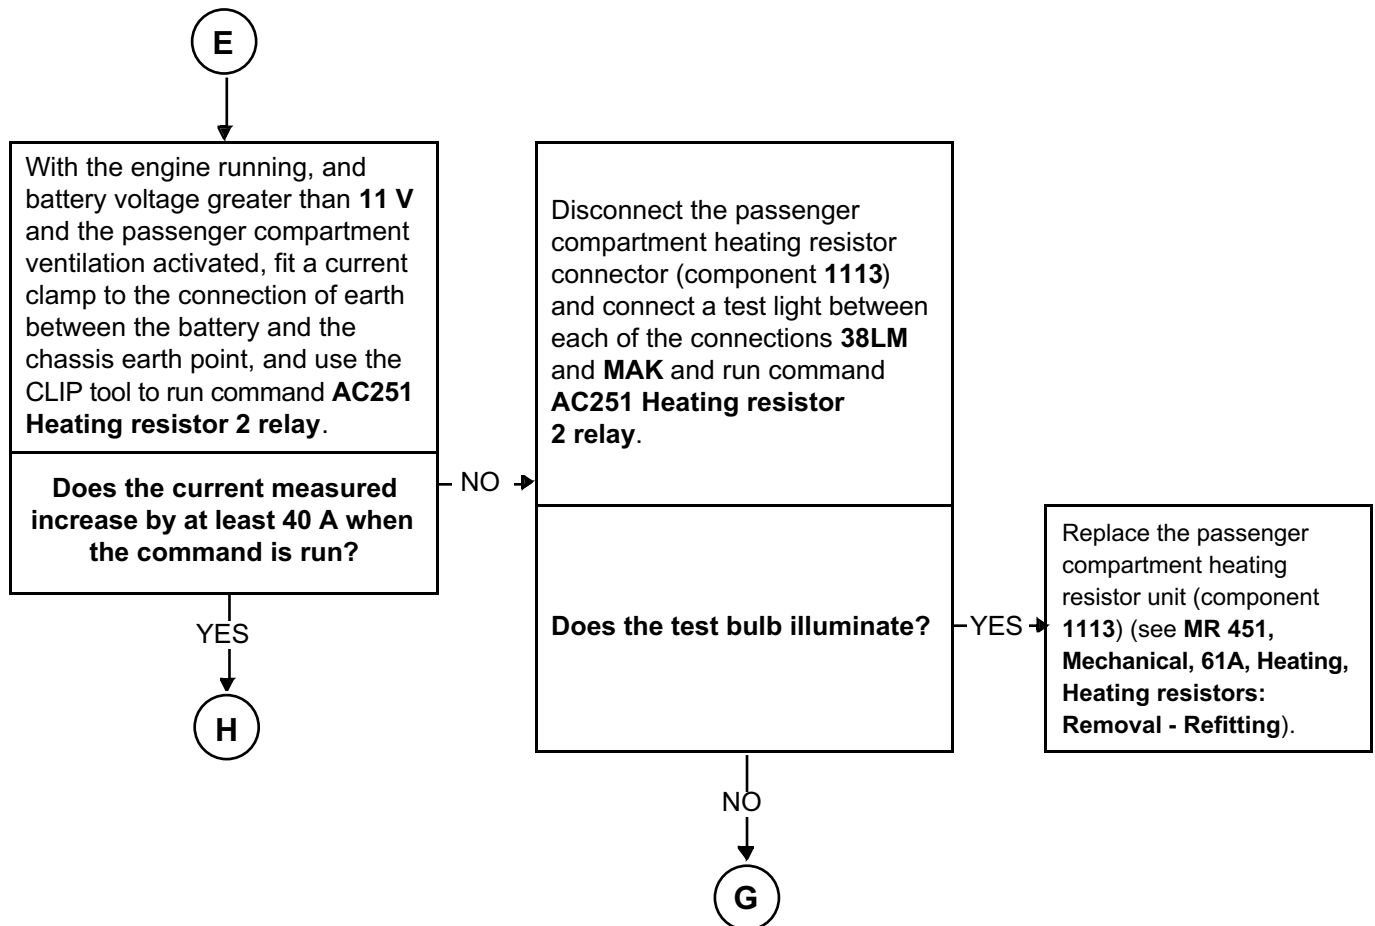 E
With the engine running, and
battery voltage greater than 11 V
and the passenger compartment
ventilation activated, fit a current
clamp to the connection of earth
between the battery and the
chassis earth point, and use the
CLIP tool to run command AC251
Heating resistor 2 relay.
Does the current measured
increase by at least 40 A when
the command is run?
NO
YES
H
Disconnect the passenger
compartment heating resistor
connector (component 1113)
and connect a test light between
each of the connections 38LM
and MAK and run command
AC251 Heating resistor
2 relay.
Does the test bulb illuminate?
YES
NO
G
Replace the passenger
compartment heating
resistor unit (component
1113) (see MR 451,
Mechanical, 61A, Heating,
Heating resistors:
Removal - Refitting).